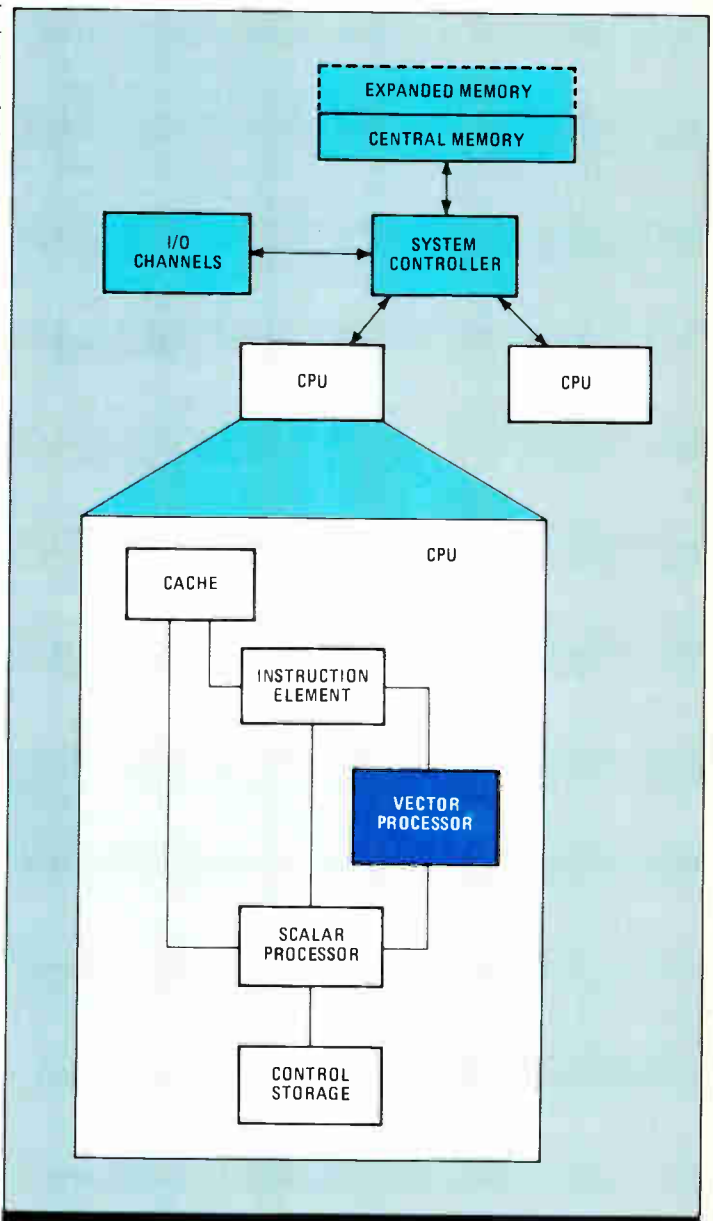 EXPANDED MEMORY
CENTRAL MEMORY
I/O
CHANNELS
SYSTEM
CONTROLLER
CPU
CPU
CPU
CACHE
INSTRUCTION
ELEMENT
VECTOR
PROCESSOR
SCALAR
PROCESSOR
CONTROL
STORAGE